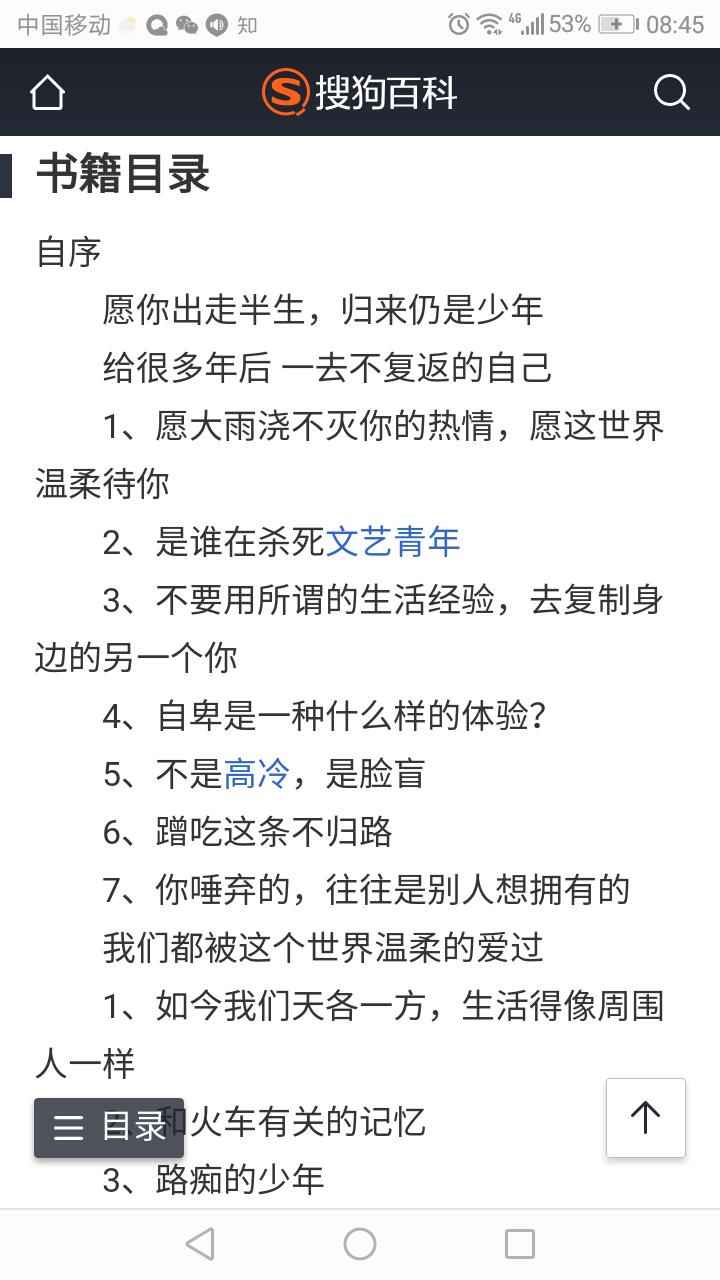 中国移动 知 4G 53% 08:45
搜狗百科
书籍目录
自序
愿你出走半生，归来仍是少年
给很多年后 一去不复返的自己
1、愿大雨浇不灭你的热情，愿这世界
温柔待你
2、是谁在杀死文艺青年
3、不要用所谓的生活经验，去复制身
边的另一个你
4、自卑是一种什么样的体验？
5、不是高冷，是脸盲
6、蹭吃这条不归路
7、你唾弃的，往往是别人想拥有的
我们都被这个世界温柔的爱过
1、如今我们天各一方，生活得像周围
人一样
目录 和火车有关的记忆
3、路痴的少年